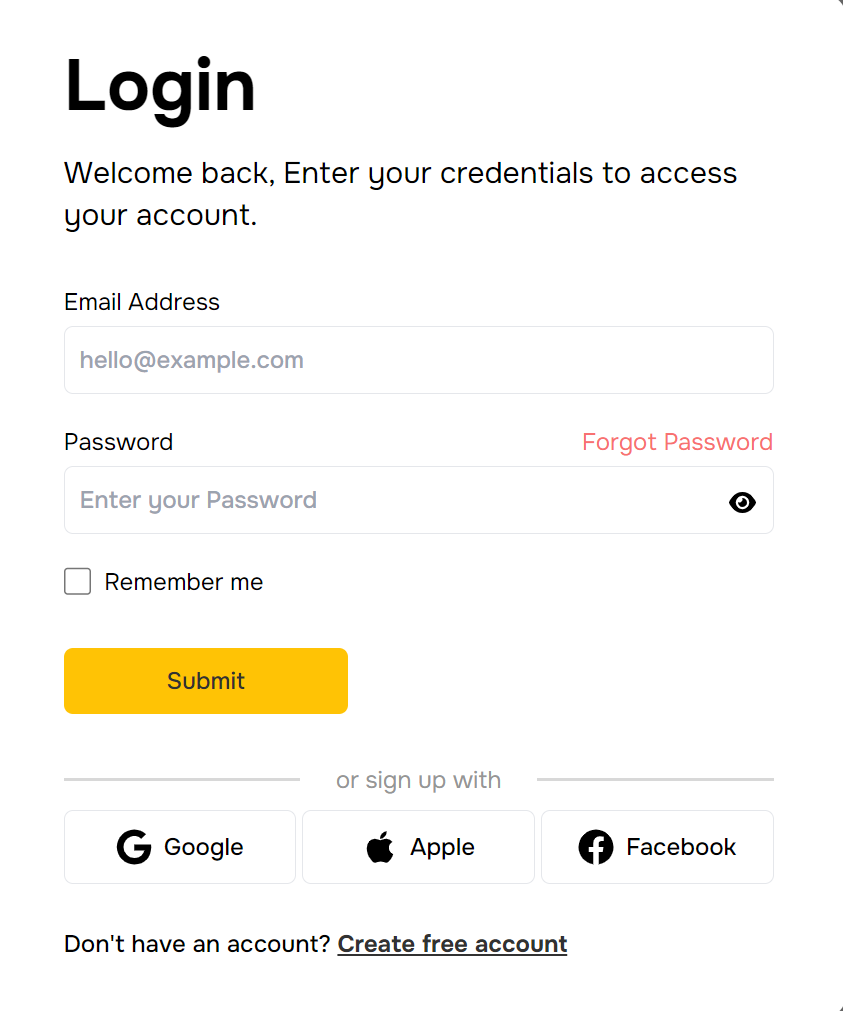 Login
Welcome back, Enter your credentials to access
your account.
Email Address
hello@example.com
Password
Forgot Password
Enter your Password
Remember me
Submit
or sign up with
Google
Apple
Facebook
Don't have an account? Create free account